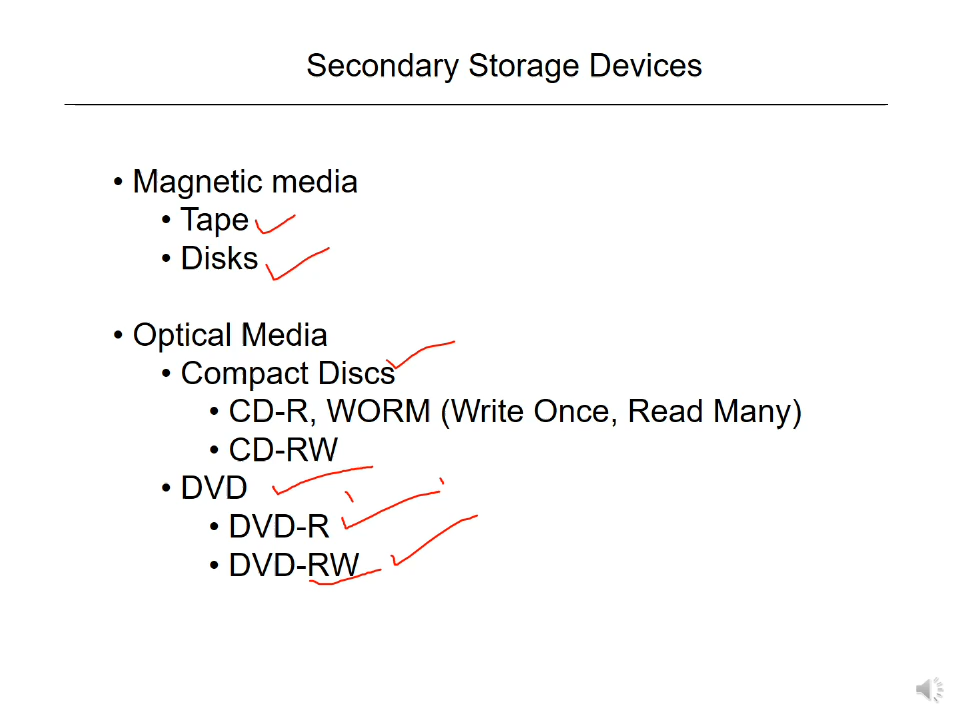 Secondary Storage Devices
• Magnetic media
• Tape
• Disks
• Optical Media
• Compact Discs
• CD-R, WORM (Write Once, Read Many)
• CD-RW
• DVD
• DVD-R
• DVD-RW